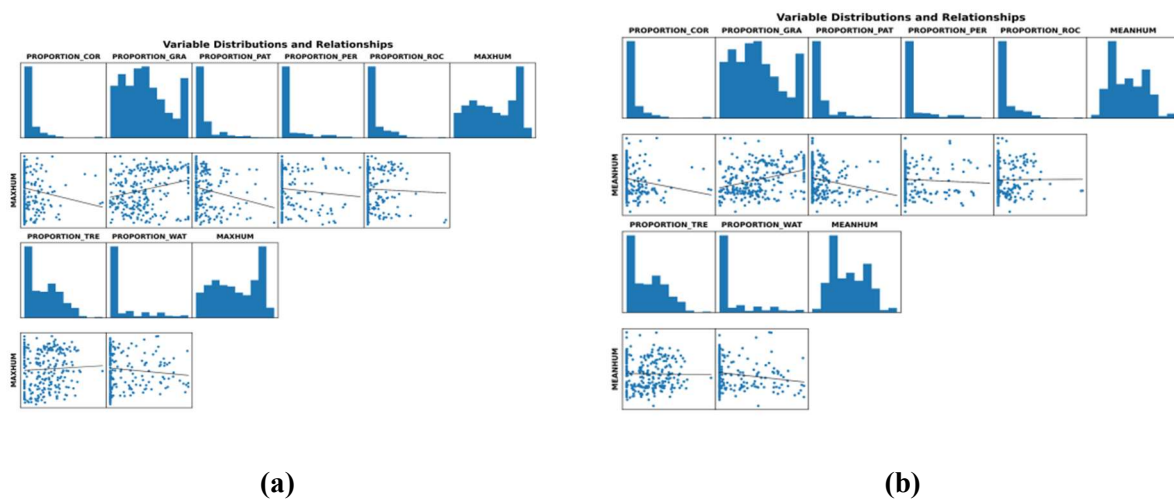 Variable Distributions and Relationships
PROPORTION_COR PROPORTION_GRA PROPORTION_PAT PROPORTION_PER PROPORTION_ROC MAXHUM
MAXHUM
PROPORTION_TRE PROPORTION_WAT MAXHUM
MAXHUM
(a)
Variable Distributions and Relationships
PROPORTION_COR PROPORTION_GRA PROPORTION_PAT PROPORTION_PER PROPORTION_ROC MEANHUM
MEANHUM
PROPORTION_TRE PROPORTION_WAT MEANHUM
MEANHUM
(b)